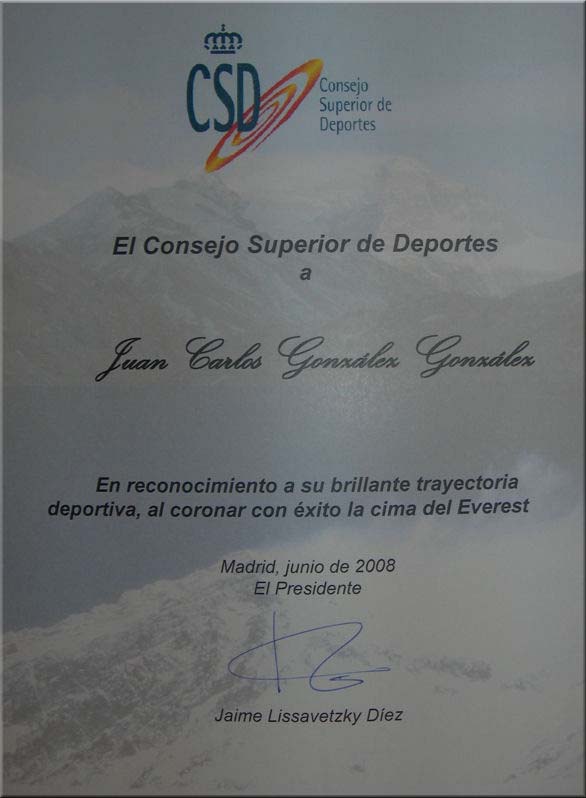 CSD
Consejo
Superior de
Deportes
El Consejo Superior de Deportes
a
Juan Carlos González González
En reconocimiento a su brillante trayectoria
deportiva, al coronar con éxito la cima del Everest
Madrid, junio de 2008
El Presidente
Jaime Lissavetzky Díez